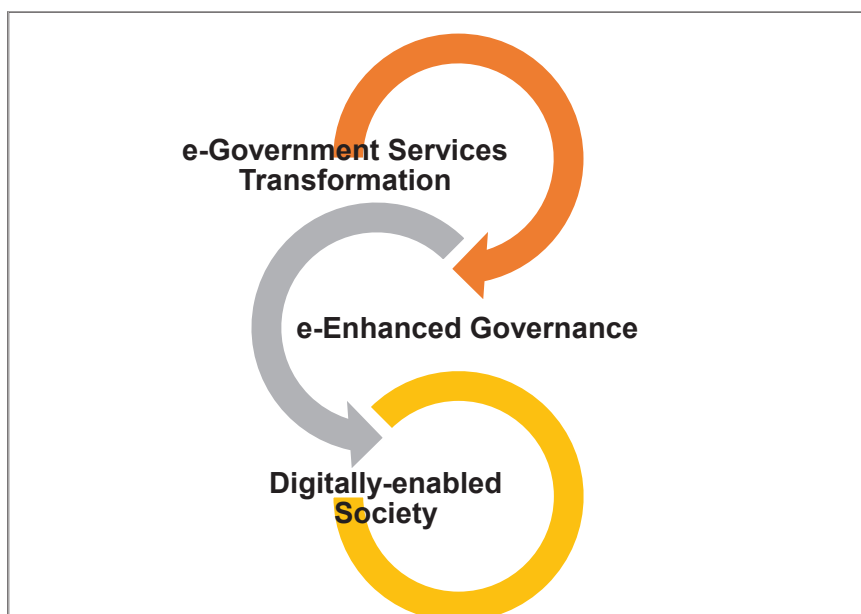 e-Government Services
Transformation
e-Enhanced Governance
Digitally-enabled
Society